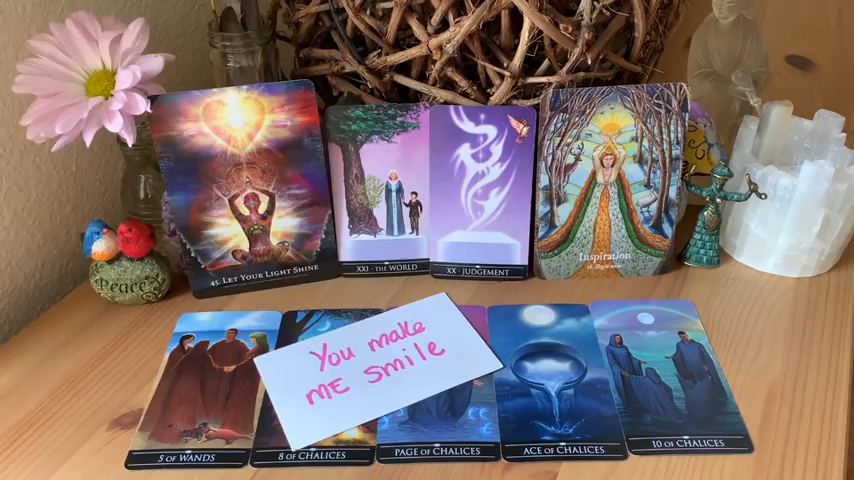 Peace
45. LET YOUR LIGHT SHINE
XXI · THE WORLD
XX · JUDGEMENT
Inspiration
You make
ME smile
5 OF WANDS
8 OF CHALICES
PAGE OF CHALICES
ACE OF CHALICES
10 OF CHALICES